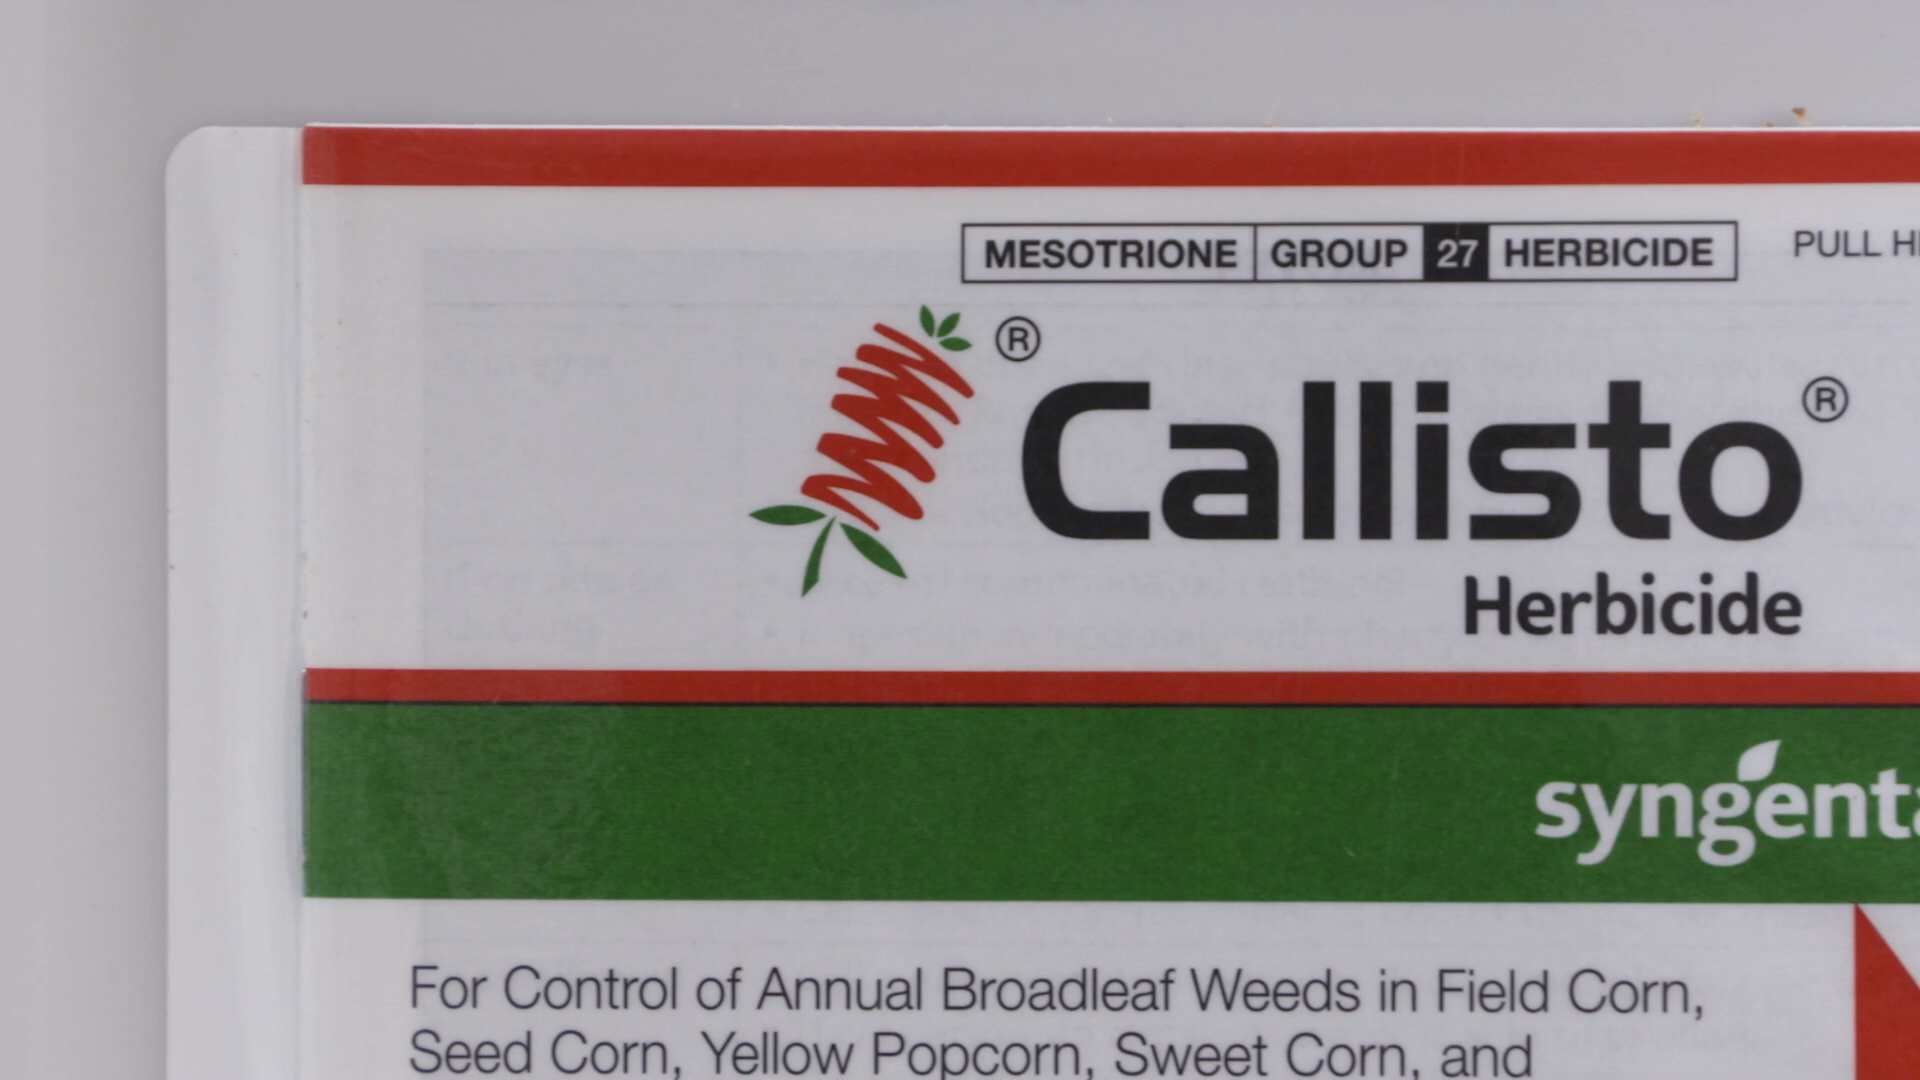 MESOTRIONE GROUP 27 HERBICIDE PULL
®
Callisto®
Herbicide
For Control of Annual Broadleaf Weeds in Field Corn,
Seed Corn, Yellow Popcorn, Sweet Corn, and